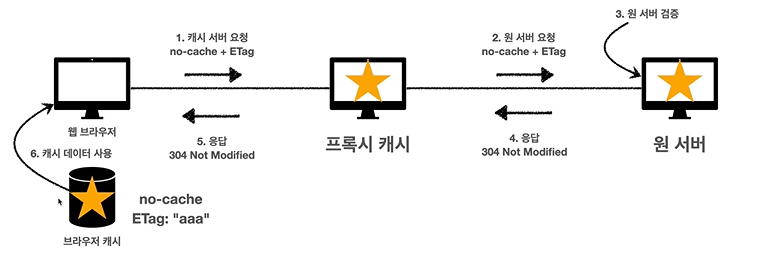 3. 원 서버 검증
1. 캐시 서버 요청
no-cache + ETag
2. 원 서버 요청
no-cache + ETag
웹 브라우저
5. 응답
304 Not Modified
프록시 캐시
4. 응답
304 Not Modified
원 서버
6. 캐시 데이터 사용
no-cache
ETag: "aaa"
브라우저 캐시